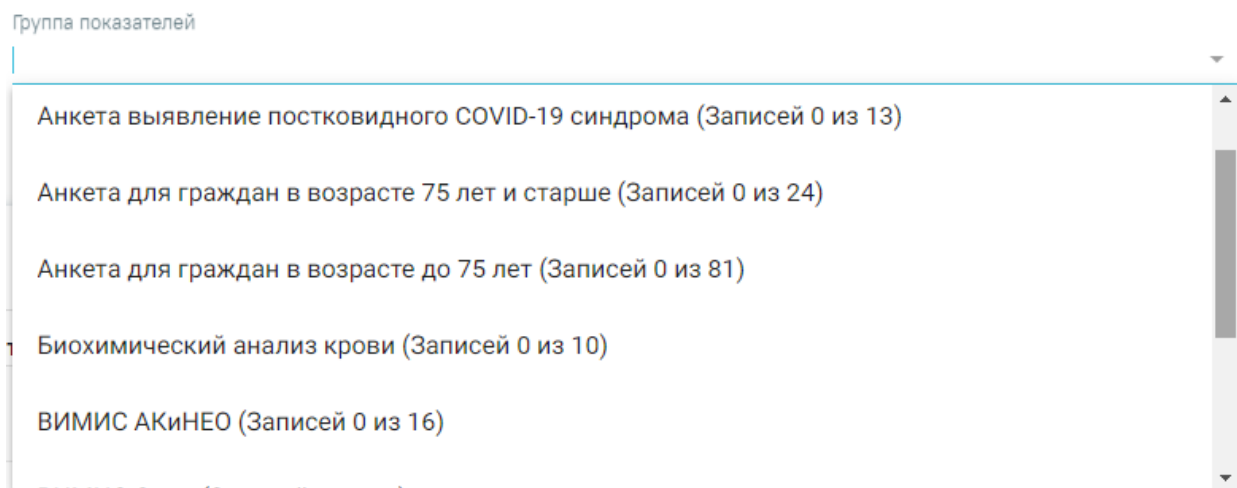 Группа показателей
Анкета выявление постковидного COVID-19 синдрома (Записей 0 из 13)
Анкета для граждан в возрасте 75 лет и старше (Записей 0 из 24)
Анкета для граждан в возрасте до 75 лет (Записей 0 из 81)
Биохимический анализ крови (Записей 0 из 10)
ВИМИС АКиНЕО (Записей 0 из 16)